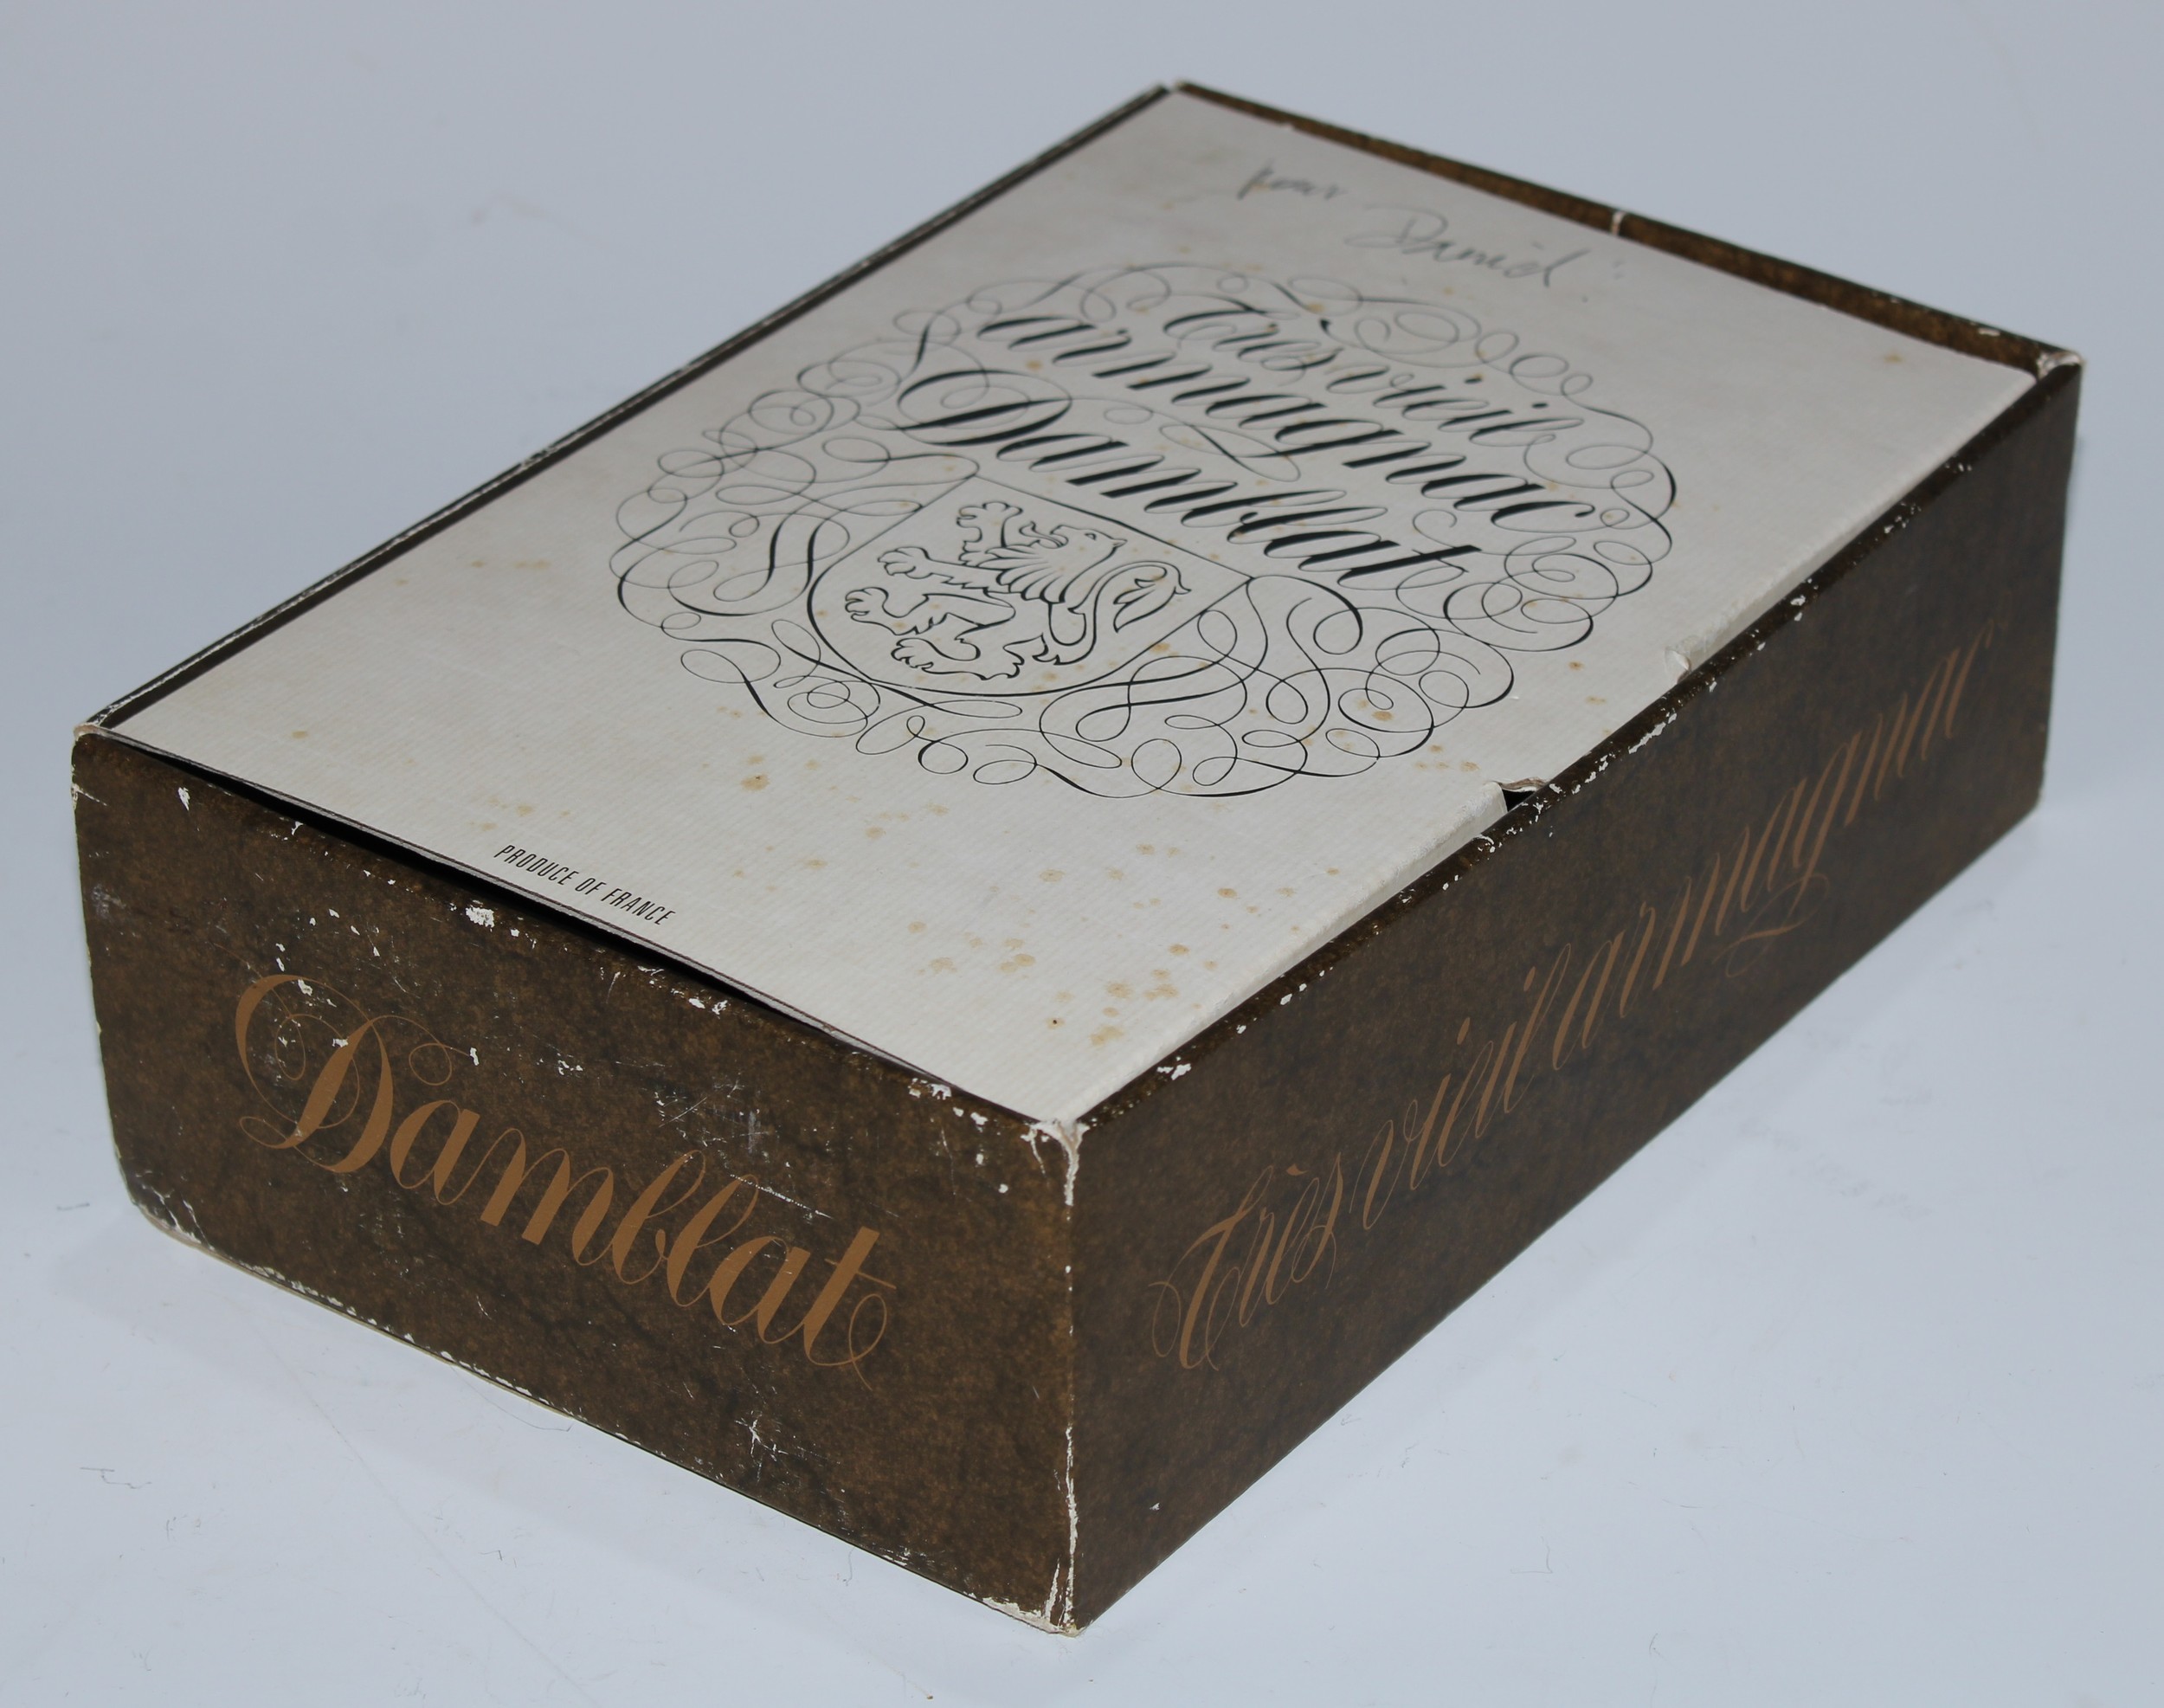 pour
Daniel
Très vieil
armagnac
Damblat
PRODUCE OF FRANCE
Damblat
Très vieil armagnac